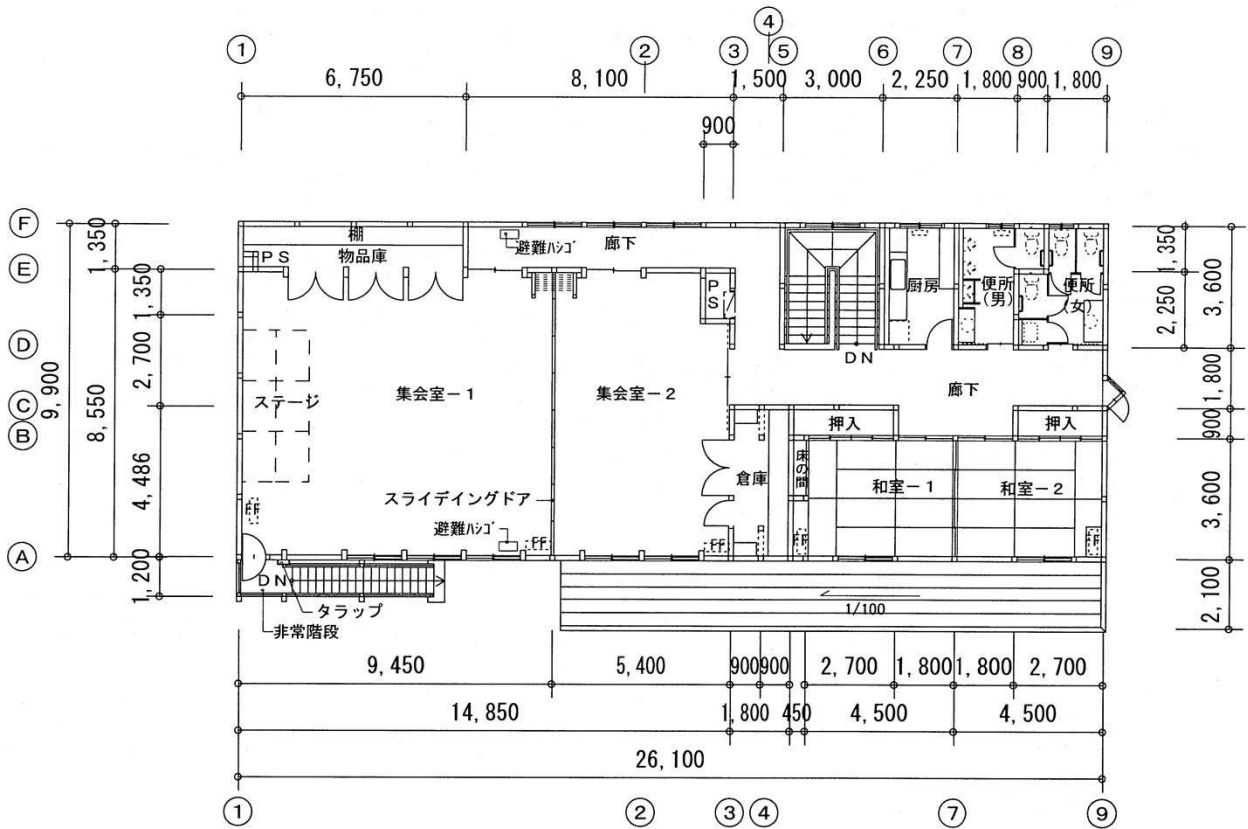 ④
① ② ③ ⑤ ⑥ ⑦ ⑧ ⑨
6,750 8,100 1,500 3,000 2,250 1,800 900 1,800
900
Ⓕ
Ⓔ
Ⓓ
Ⓒ
Ⓑ
Ⓐ
9,900
1,350
8,550
1,350
2,700
4,486
1,200
棚
物品庫
PS
避難ﾊｼｺﾞ
廊下
PS
厨房
便所
(男)
便所
(女)
DN
ステージ
集会室-1
集会室-2
廊下
押入
押入
倉庫
床の間
和室-1
和室-2
スライデイングドア
避難ﾊｼｺﾞ
FF
FF
FF
FF
FF
DN
タラップ
非常階段
1/100
1,350
2,250
3,600
1,800
900
3,600
2,100
9,450 5,400 900 900 2,700 1,800 1,800 2,700
14,850 1,800 450 4,500 4,500
26,100
① ② ③ ④ ⑦ ⑨